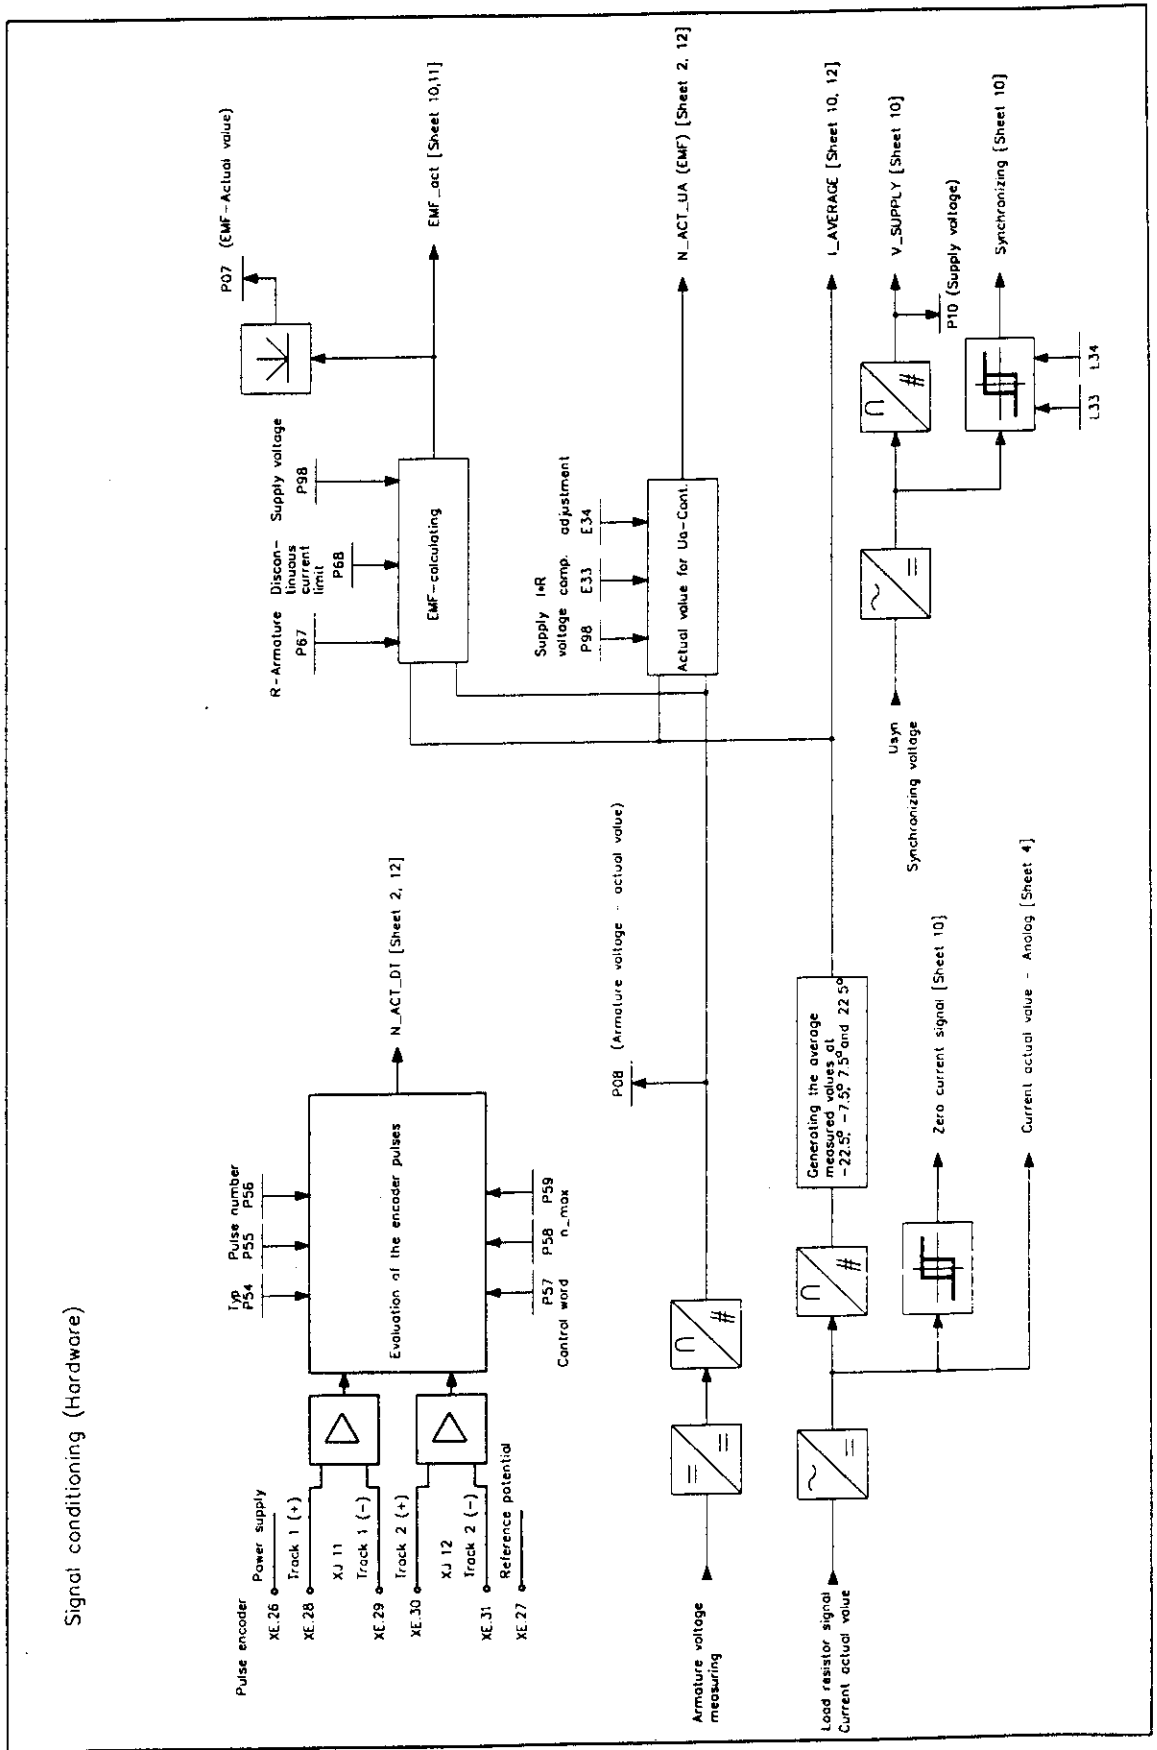 Signal conditioning (Hardware)
Pulse encoder
Power supply
XE.26
Track 1 (+)
XE.28
XJ 11
Track 1 (-)
XE.29
Track 2 (+)
XE.30
XJ 12
Track 2 (-)
XE.31
Reference potential
XE.27
Typ
P54
Pulse number
P55
P56
Evaluation of the encoder pulses
P57
P58
P59
Control
word
n_max
N_ACT_DT [Sheet 2, 12]
R-Armature
P67
Discon-
tinuous
current
limit
P68
Supply voltage
P98
EMF-calculating
P07 (EMF-Actual value)
EMF_act [Sheet 10,11]
Supply
voltage
P98
I*R
comp.
E33
adjustment
E34
Actual value for Ua-Cont.
N_ACT_UA (EMF) [Sheet 2, 12]
P08 (Armature voltage - actual value)
Armature voltage
measuring
=
=
U
#
Load resistor signal
Current actual value
~
=
U
#
Generating the average
measured values at
-22.5° -7.5° 7.5° and 22 5°
I_AVERAGE [Sheet 10, 12]
Zero current signal [Sheet 10]
Current actual value - Analog [Sheet 4]
Usyn
Synchronizing voltage
~
=
U
#
V_SUPPLY [Sheet 10]
P10 (Supply voltage)
Synchronizing [Sheet 10]
L33
L34